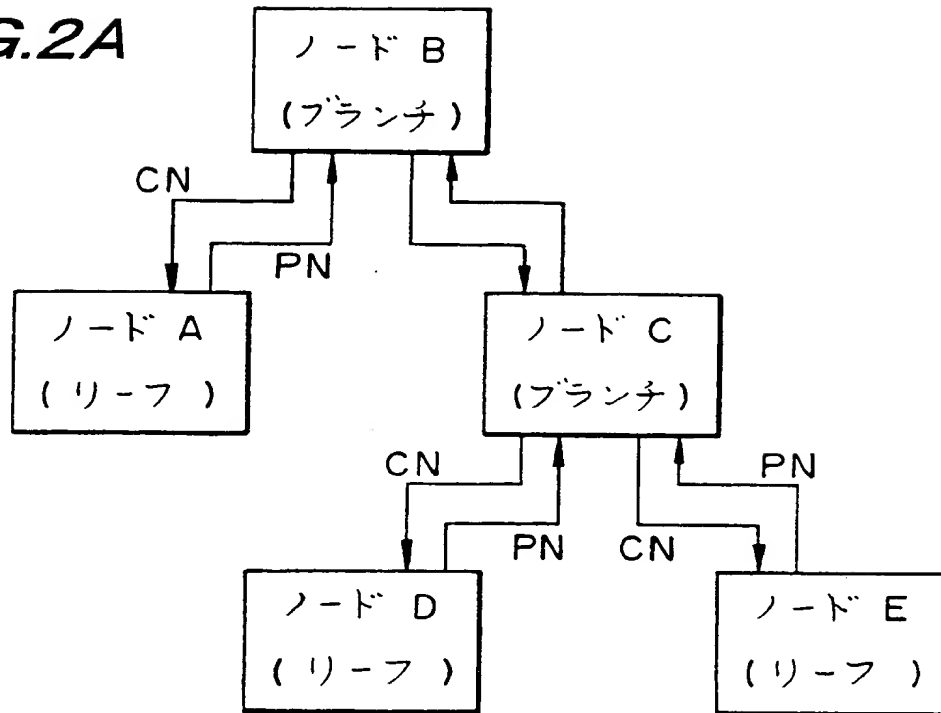 G.2A
ノード B
(ブランチ)
CN
PN
ノード A
(リーフ)
ノード C
(ブランチ)
CN
PN
PN
CN
ノード D
(リーフ)
ノード E
(リーフ)